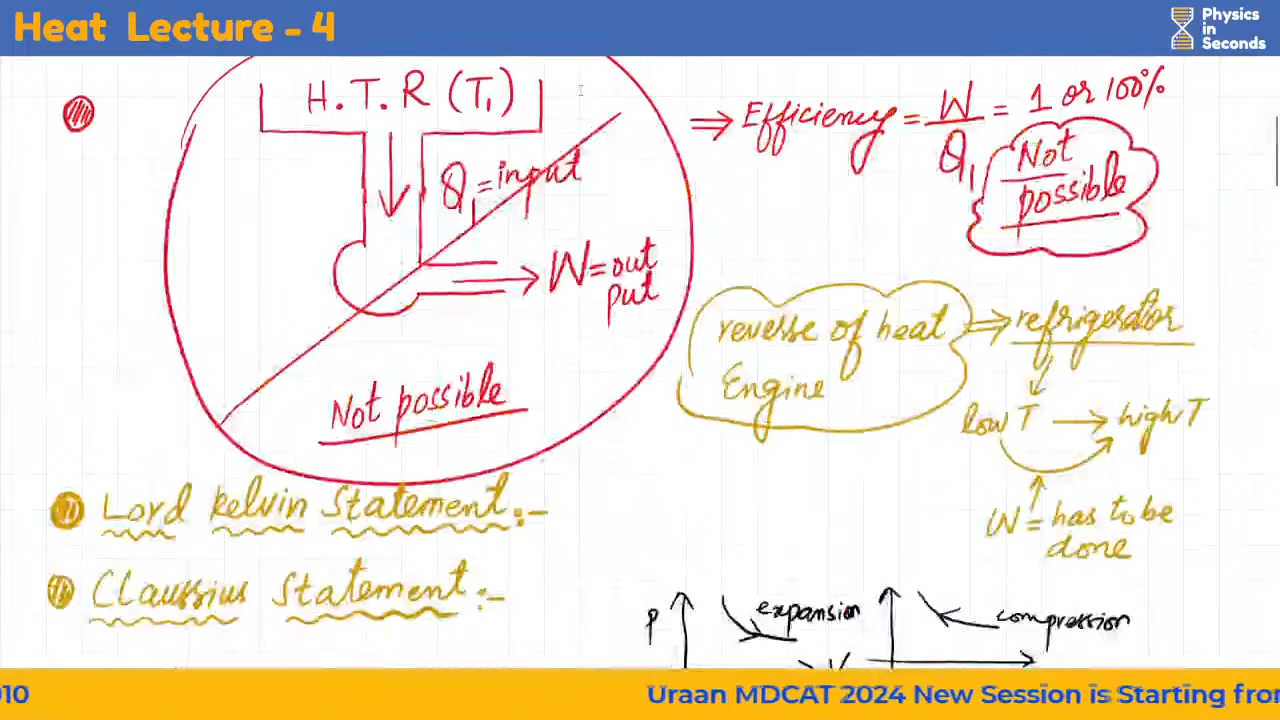 Heat Lecture - 4
Physics
in
Seconds
H.T.R (T₁)
Q₁ = input
W = out
put
Not possible
⇒ Efficiency = W/Q₁ = 1 or 100%
Not
possible
reverse of heat
Engine
⇒ refrigerator
low T → high T
W = has to be
done
Lord Kelvin Statement:-
Claussius Statement:-
P
expansion
V
compression
010
Uraan MDCAT 2024 New Session is Starting from